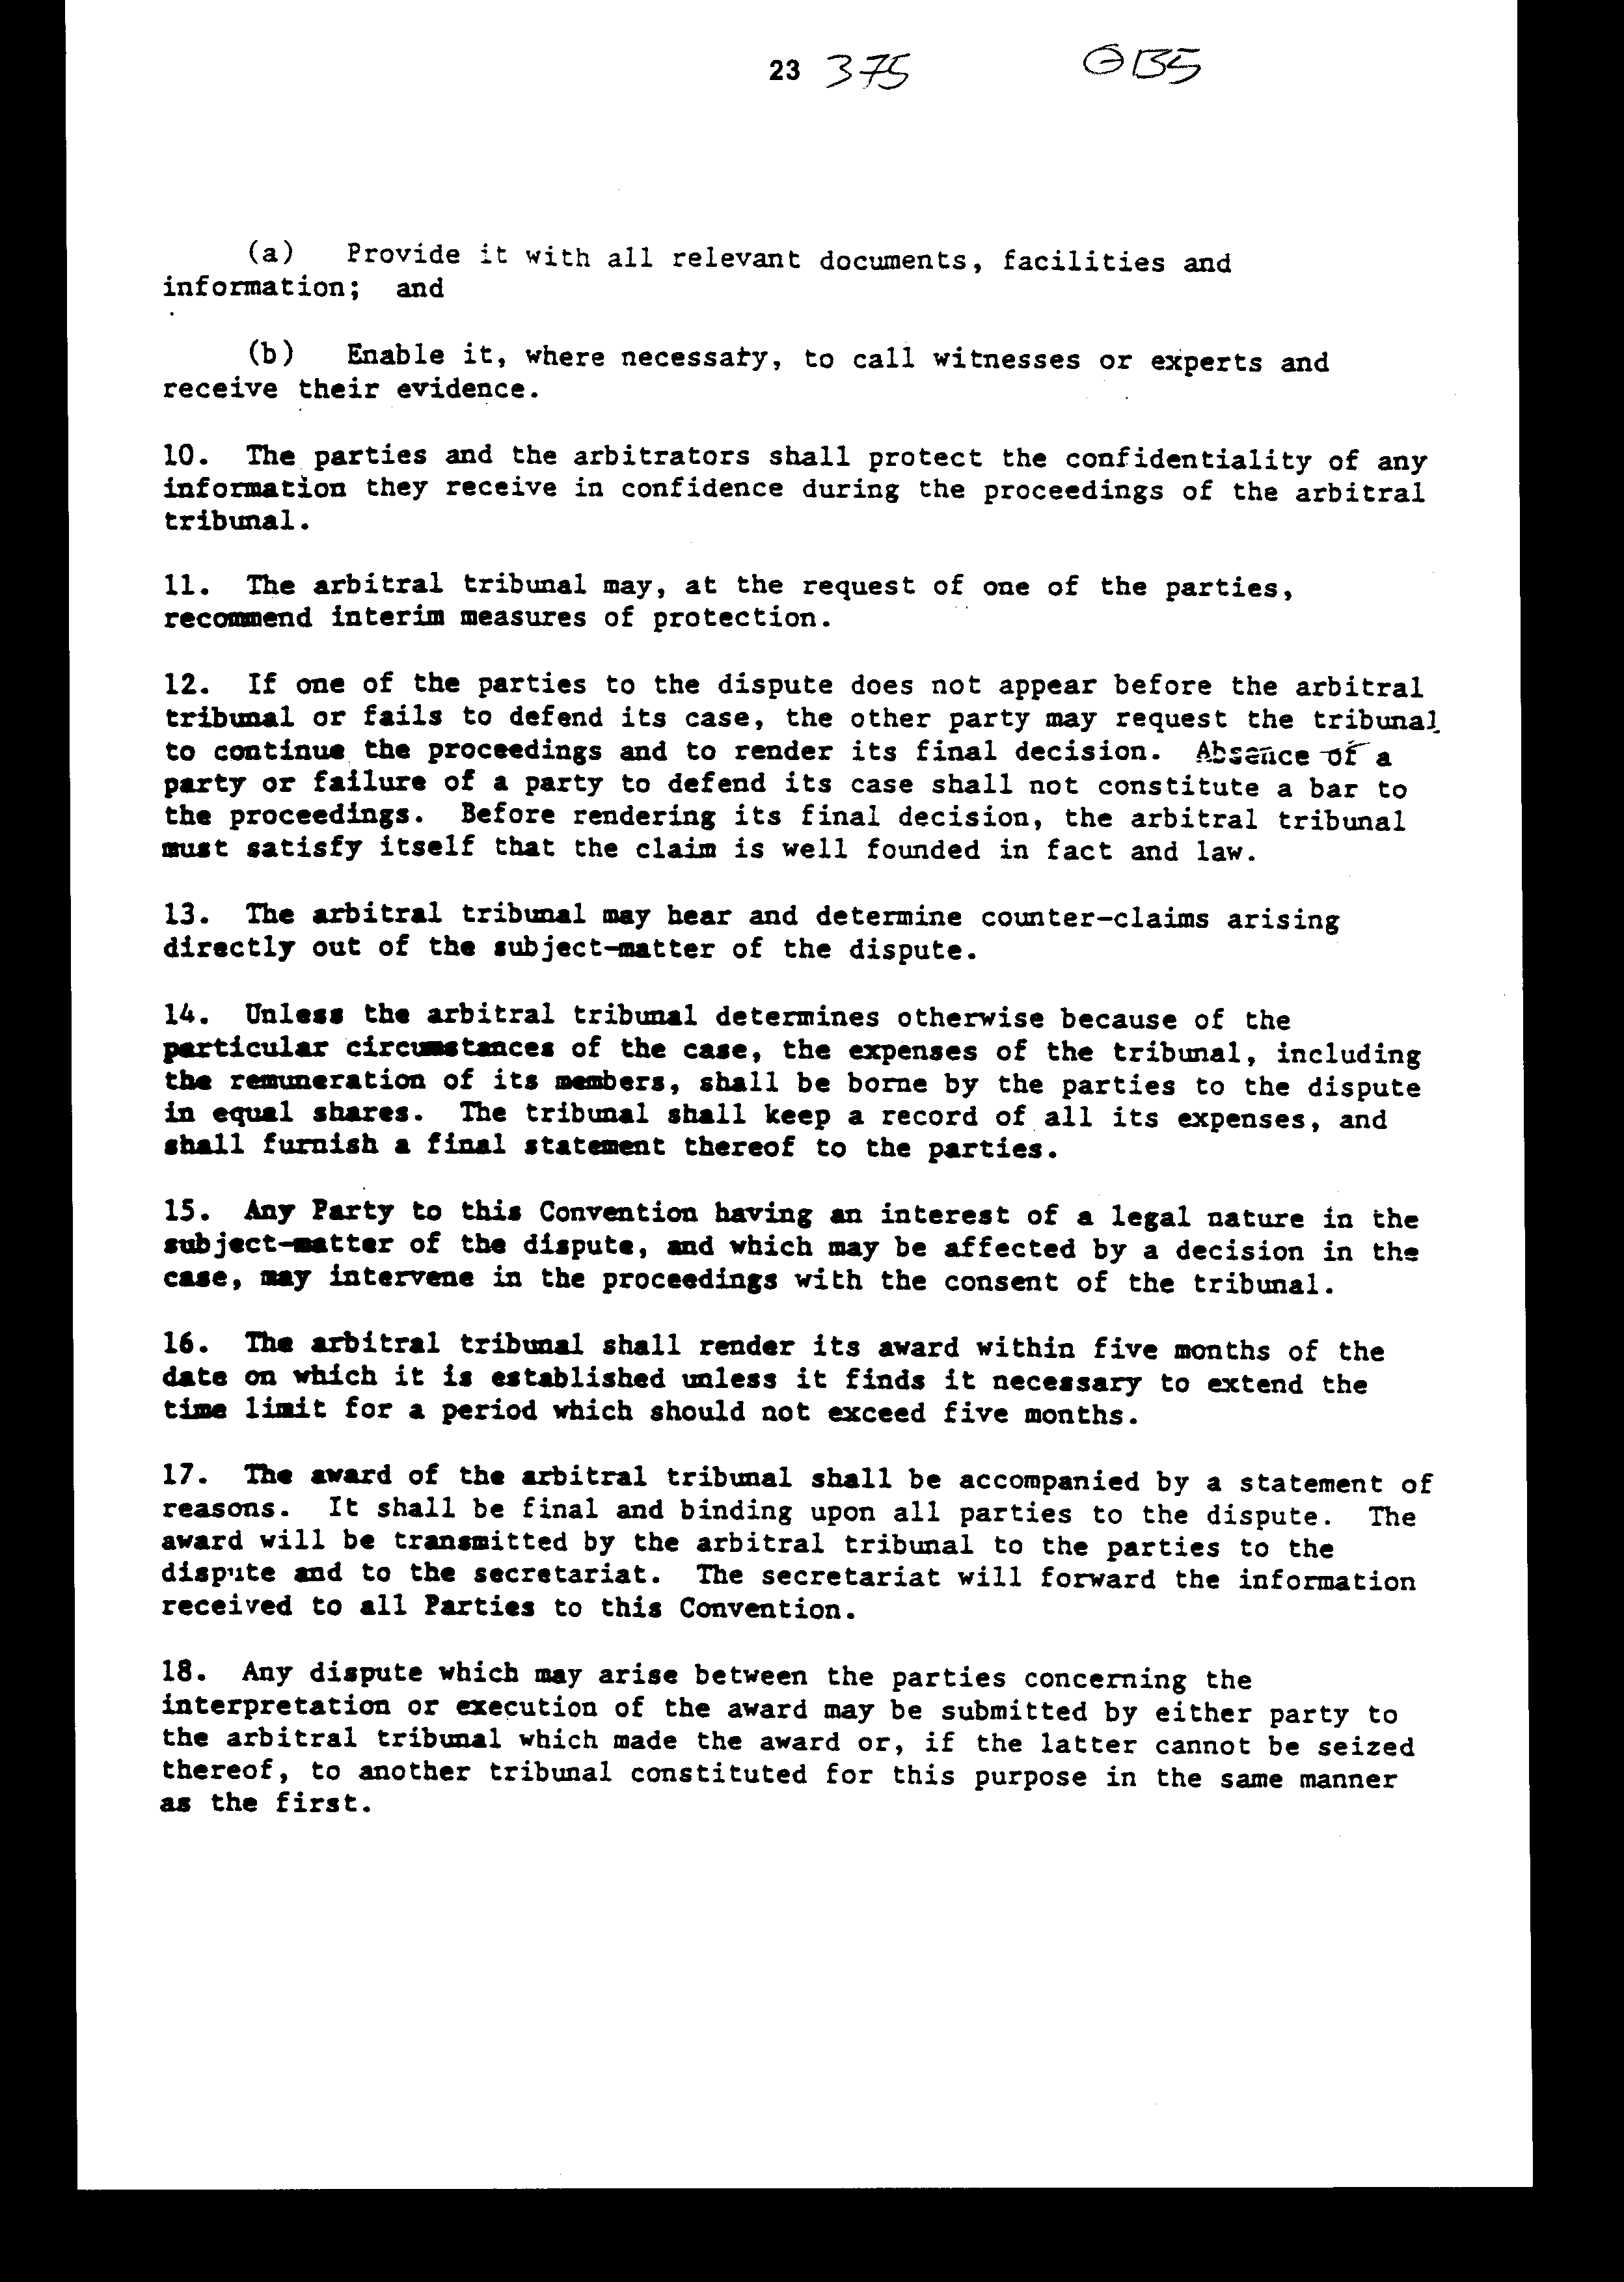 23 375
(a) Provide it with all relevant documents, facilities and
information; and
(b) Enable it, where necessary, to call witnesses or experts and
receive their evidence.
10. The parties and the arbitrators shall protect the confidentiality of any
information they receive in confidence during the proceedings of the arbitral
tribunal.
11. The arbitral tribunal may, at the request of one of the parties,
recommend interim measures of protection.
12. If one of the parties to the dispute does not appear before the arbitral
tribunal or fails to defend its case, the other party may request the tribunal
to continue the proceedings and to render its final decision. Absence of a
party or failure of a party to defend its case shall not constitute a bar to
the proceedings. Before rendering its final decision, the arbitral tribunal
must satisfy itself that the claim is well founded in fact and law.
13. The arbitral tribunal may hear and determine counter-claims arising
directly out of the subject-matter of the dispute.
14. Unless the arbitral tribunal determines otherwise because of the
particular circumstances of the case, the expenses of the tribunal, including
the remuneration of its members, shall be borne by the parties to the dispute
in equal shares. The tribunal shall keep a record of all its expenses, and
shall furnish a final statement thereof to the parties.
15. Any Party to this Convention having an interest of a legal nature in the
subject-matter of the dispute, and which may be affected by a decision in the
case, may intervene in the proceedings with the consent of the tribunal.
16. The arbitral tribunal shall render its award within five months of the
date on which it is established unless it finds it necessary to extend the
time limit for a period which should not exceed five months.
17. The award of the arbitral tribunal shall be accompanied by a statement of
reasons. It shall be final and binding upon all parties to the dispute. The
award will be transmitted by the arbitral tribunal to the parties to the
dispute and to the secretariat. The secretariat will forward the information
received to all Parties to this Convention.
18. Any dispute which may arise between the parties concerning the
interpretation or execution of the award may be submitted by either party to
the arbitral tribunal which made the award or, if the latter cannot be seized
thereof, to another tribunal constituted for this purpose in the same manner
as the first.